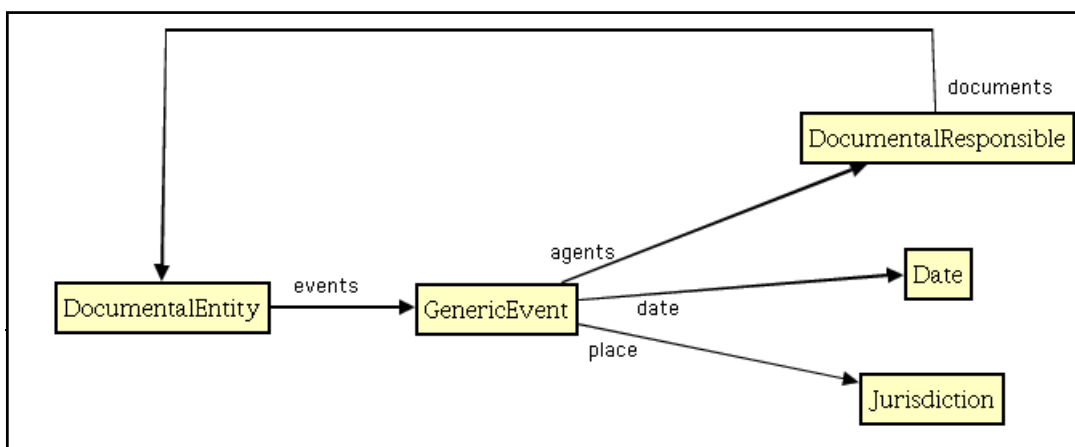 documents
DocumentalResponsible
agents
Date
events
DocumentalEntity
GenericEvent
date
place
Jurisdiction